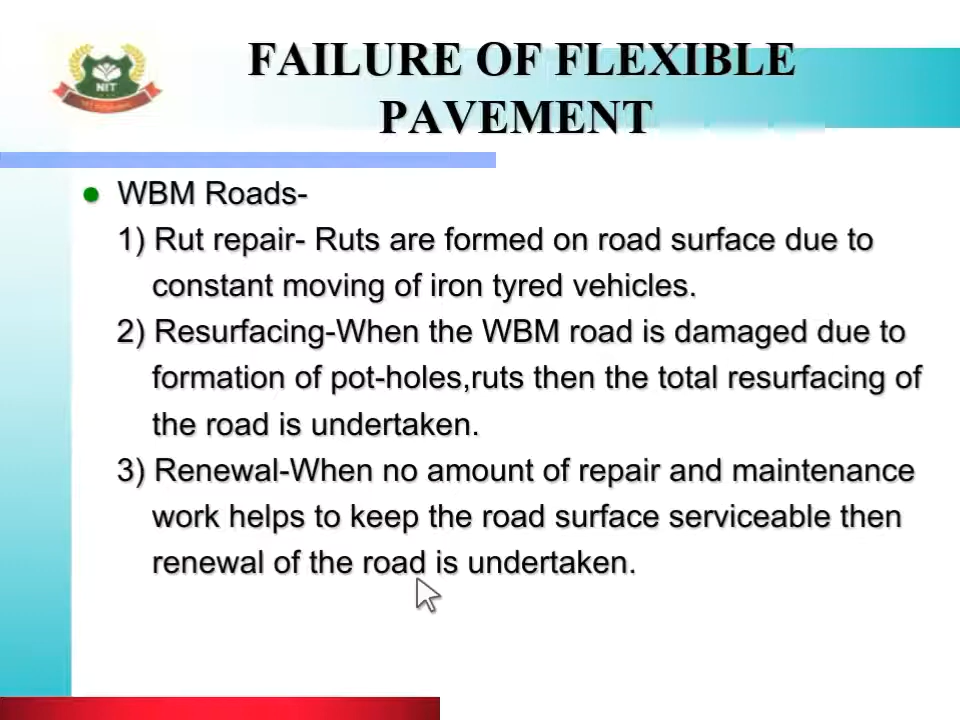 NIT
FAILURE OF FLEXIBLE
PAVEMENT
WBM Roads-
1) Rut repair- Ruts are formed on road surface due to
constant moving of iron tyred vehicles.
2) Resurfacing-When the WBM road is damaged due to
formation of pot-holes,ruts then the total resurfacing of
the road is undertaken.
3) Renewal-When no amount of repair and maintenance
work helps to keep the road surface serviceable then
renewal of the road is undertaken.